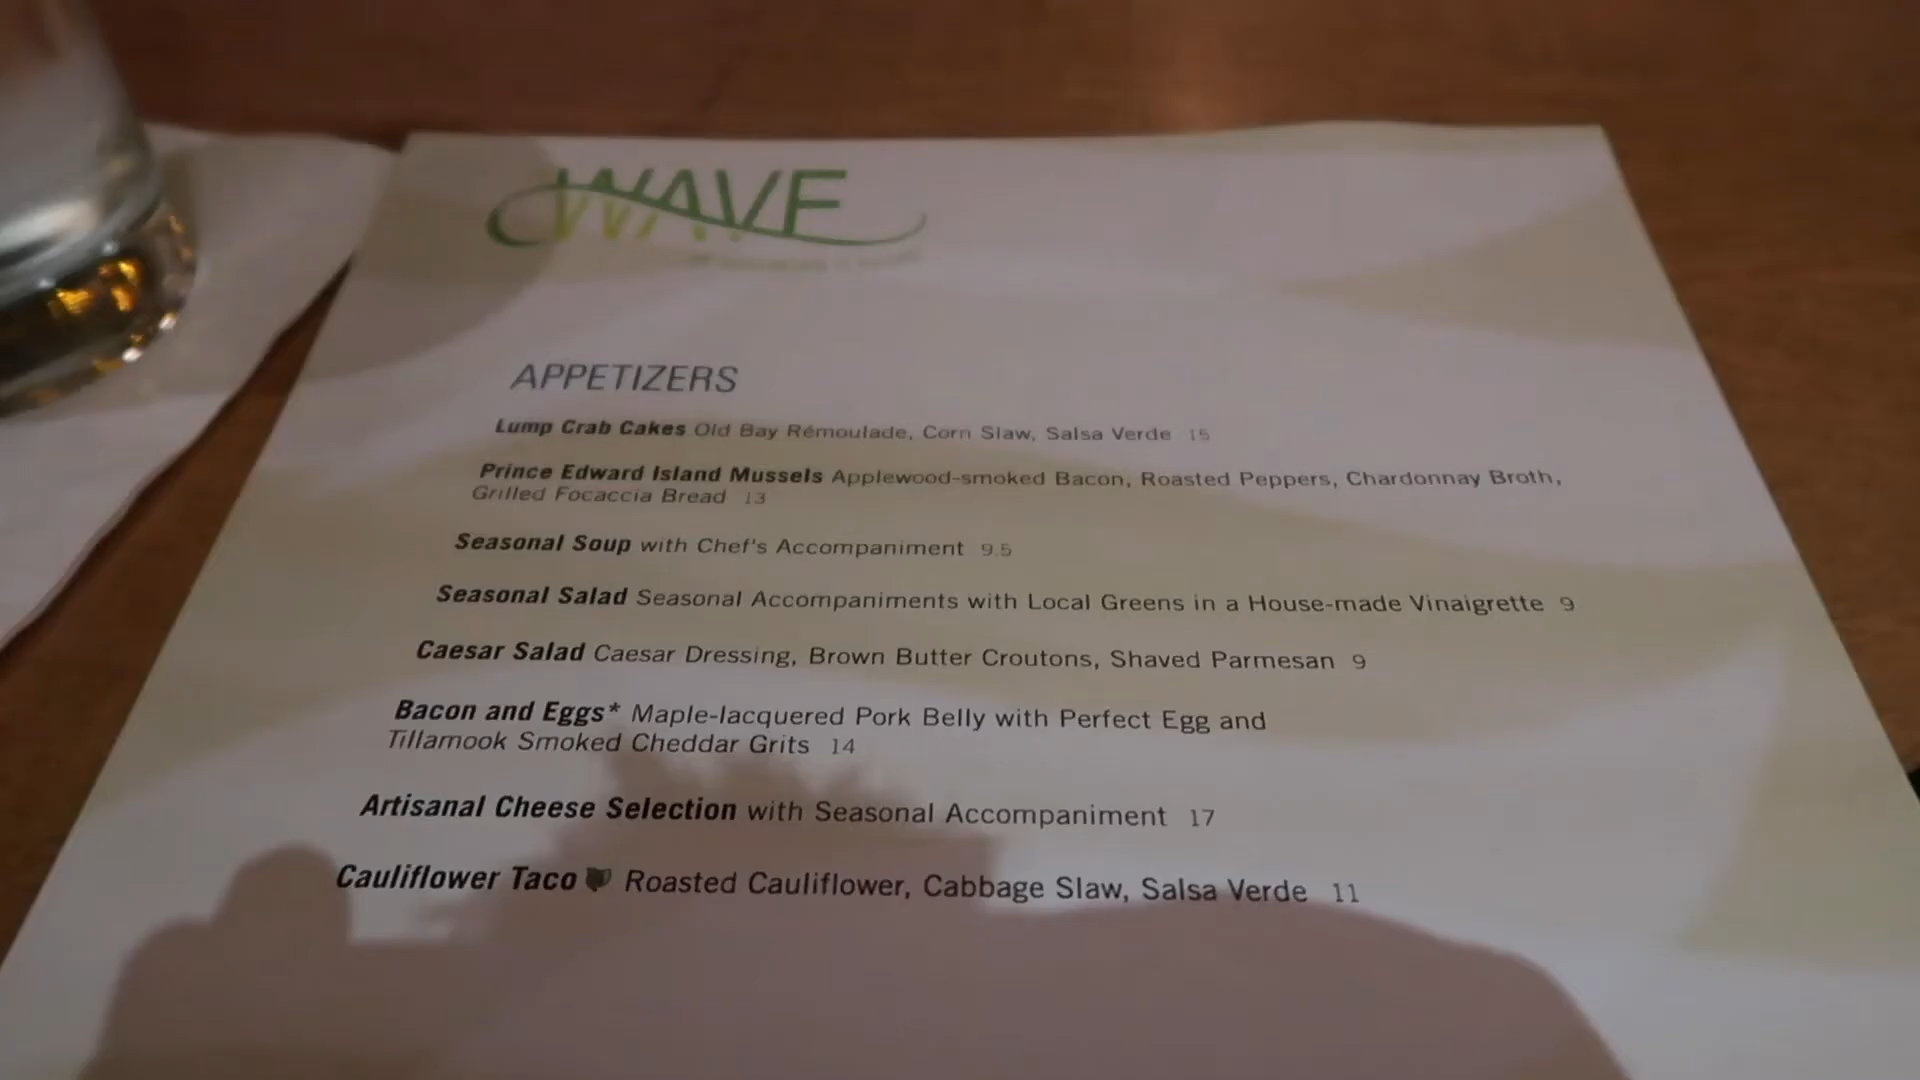 WAVE
APPETIZERS
Lump Crab Cakes Old Bay Rémoulade, Corn Slaw, Salsa Verde 15
Prince Edward Island Mussels Applewood-smoked Bacon, Roasted Peppers, Chardonnay Broth,
Grilled Focaccia Bread 13
Seasonal Soup with Chef's Accompaniment 9.5
Seasonal Salad Seasonal Accompaniments with Local Greens in a House-made Vinaigrette 9
Caesar Salad Caesar Dressing, Brown Butter Croutons, Shaved Parmesan 9
Bacon and Eggs* Maple-lacquered Pork Belly with Perfect Egg and
Tillamook Smoked Cheddar Grits 14
Artisanal Cheese Selection with Seasonal Accompaniment 17
Cauliflower Taco Roasted Cauliflower, Cabbage Slaw, Salsa Verde 11